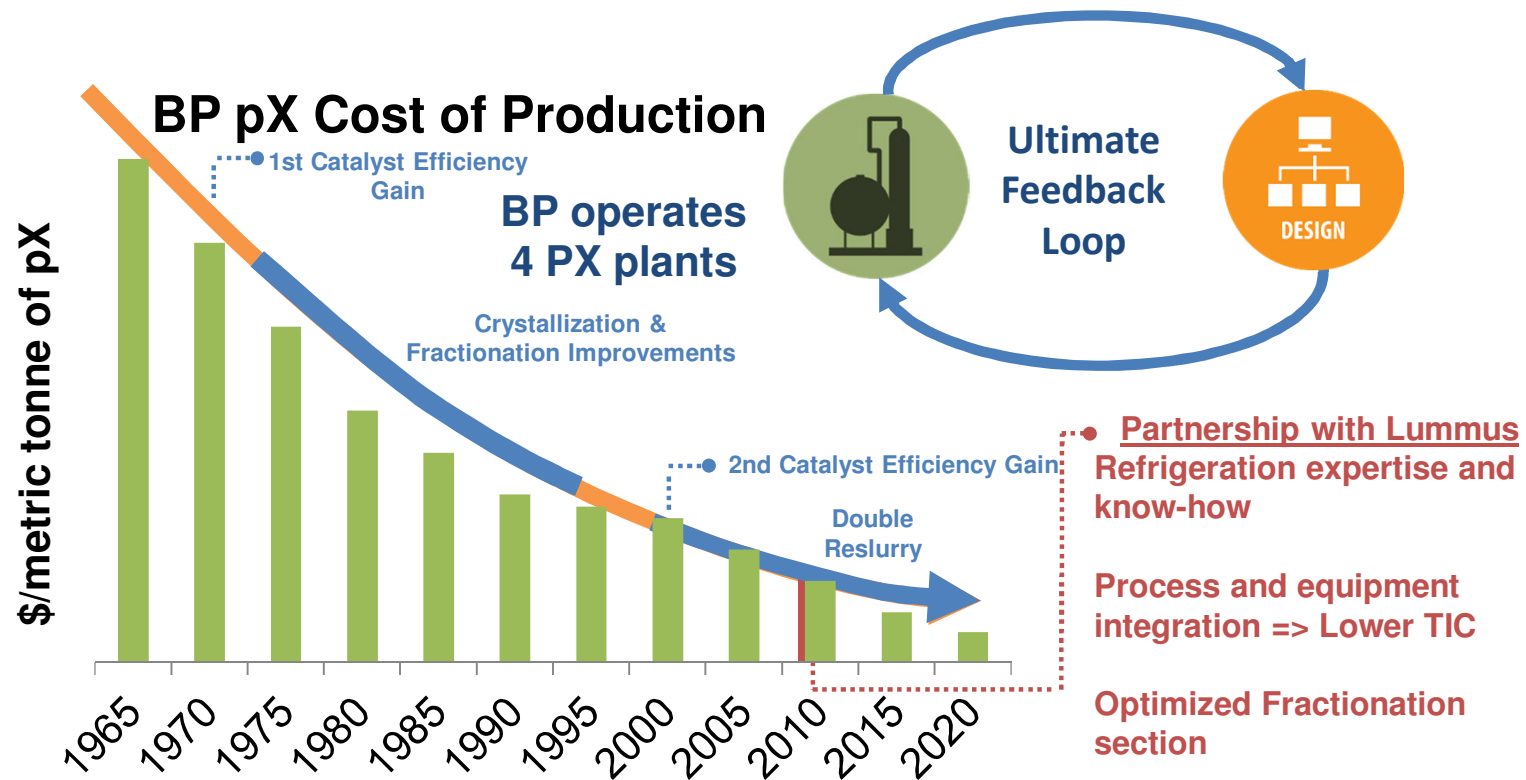 BP pX Cost of Production
1st Catalyst Efficiency
Gain
BP operates
4 PX plants
Crystallization &
Fractionation Improvements
2nd Catalyst Efficiency Gain
Double
Reslurry
Ultimate
Feedback
Loop
DESIGN
Partnership with Lummus
Refrigeration expertise and
know-how
Process and equipment
integration => Lower TIC
Optimized Fractionation
section
$/metric tonne of pX
1965
1970
1975
1980
1985
1990
1995
2000
2005
2010
2015
2020